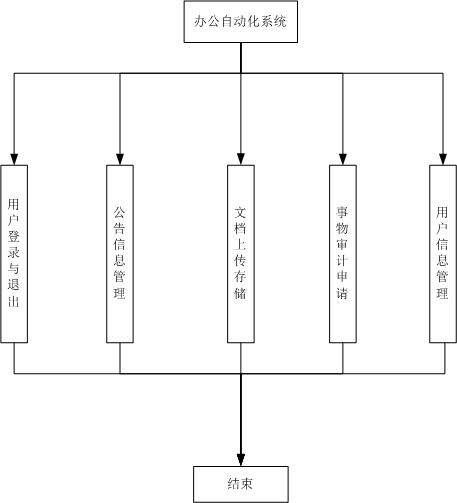 办公自动化系统
用户登录与退出
公告信息管理
文档上传存储
事物审计申请
用户信息管理
结束